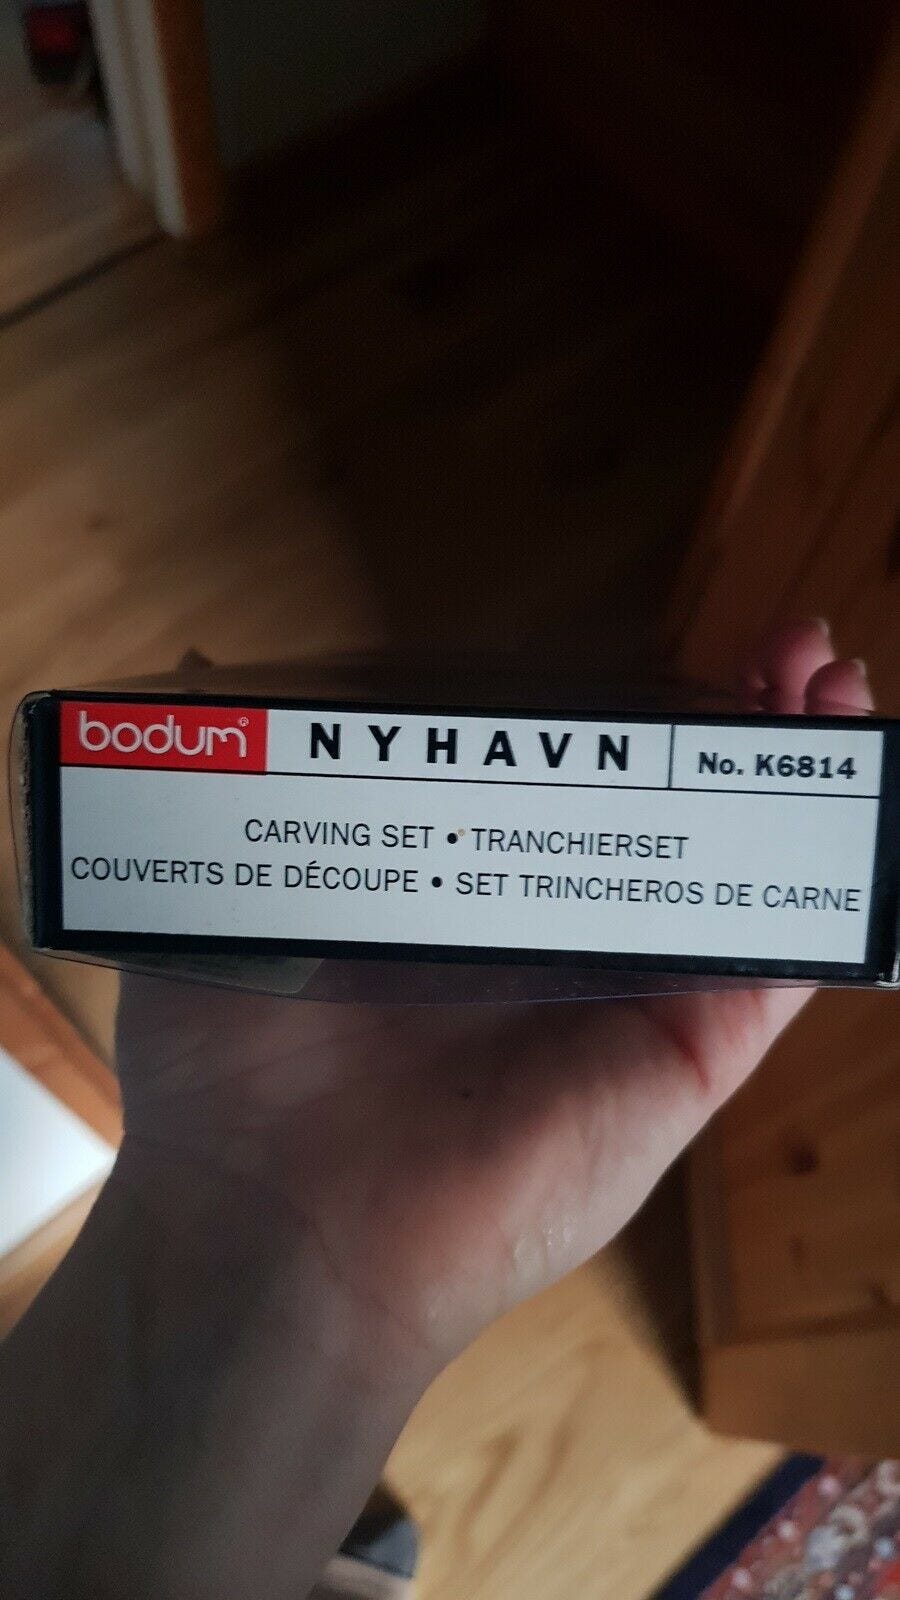 bodum® NYHAVN No. K6814
CARVING SET • TRANCHIERSET
COUVERTS DE DÉCOUPE • SET TRINCHEROS DE CARNE